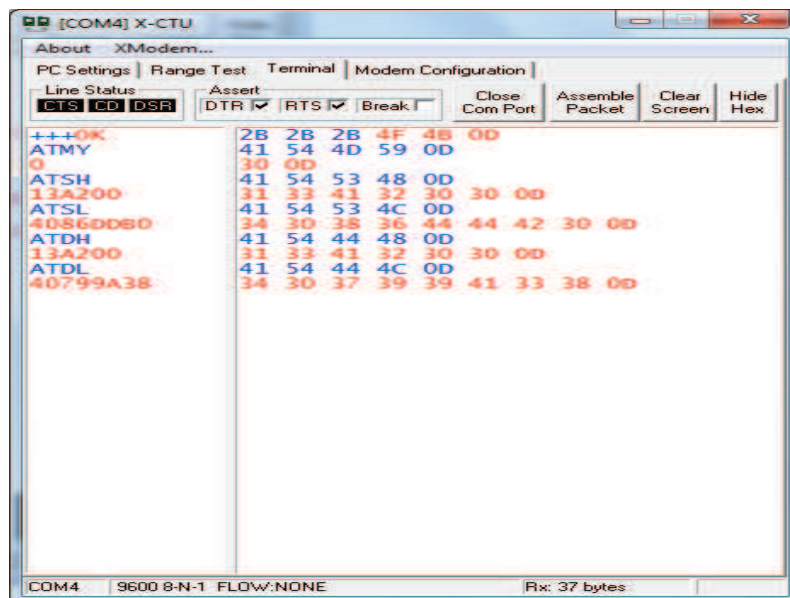 [COM4] X-CTU
About XModem...
PC Settings Range Test Terminal Modem Configuration
Line Status
CTS CD DSR
Assert
DTR RTS Break
Close Com Port
Assemble Packet
Clear Screen
Hide Hex
+++OK 2B 2B 2B 4F 4B 0D
ATMY 41 54 4D 59 0D
0 30 0D
ATSH 41 54 53 48 0D
13A200 31 33 41 32 30 30 0D
ATSL 41 54 53 4C 0D
4086DDB0 34 30 38 36 44 44 42 30 0D
ATDH 41 54 44 48 0D
13A200 31 33 41 32 30 30 0D
ATDL 41 54 44 4C 0D
40799A38 34 30 37 39 39 41 33 38 0D
COM4 9600 8-N-1 FLOW:NONE Rx: 37 bytes